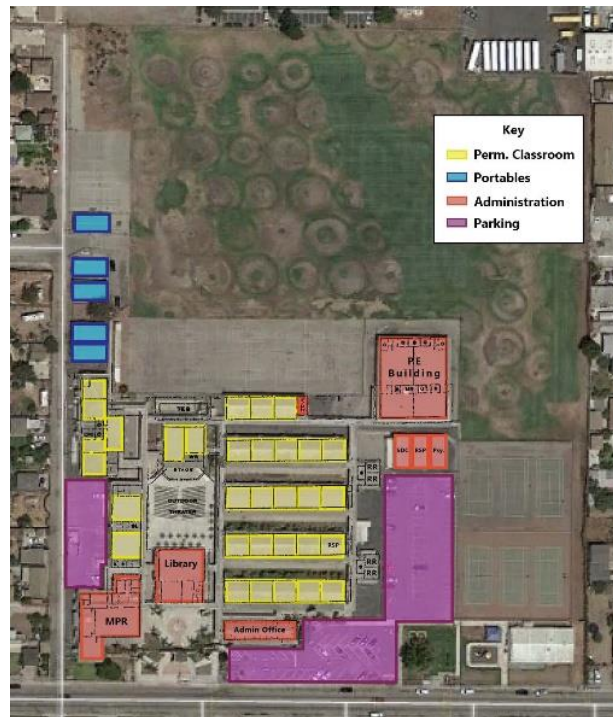 Key
Perm. Classroom
Portables
Administration
Parking
PE
Building
STAGE
SDC
RSP
Psy.
RR
RR
OUTDOOR
THEATER
RSP
Library
RR
RR
MPR
Admin Office